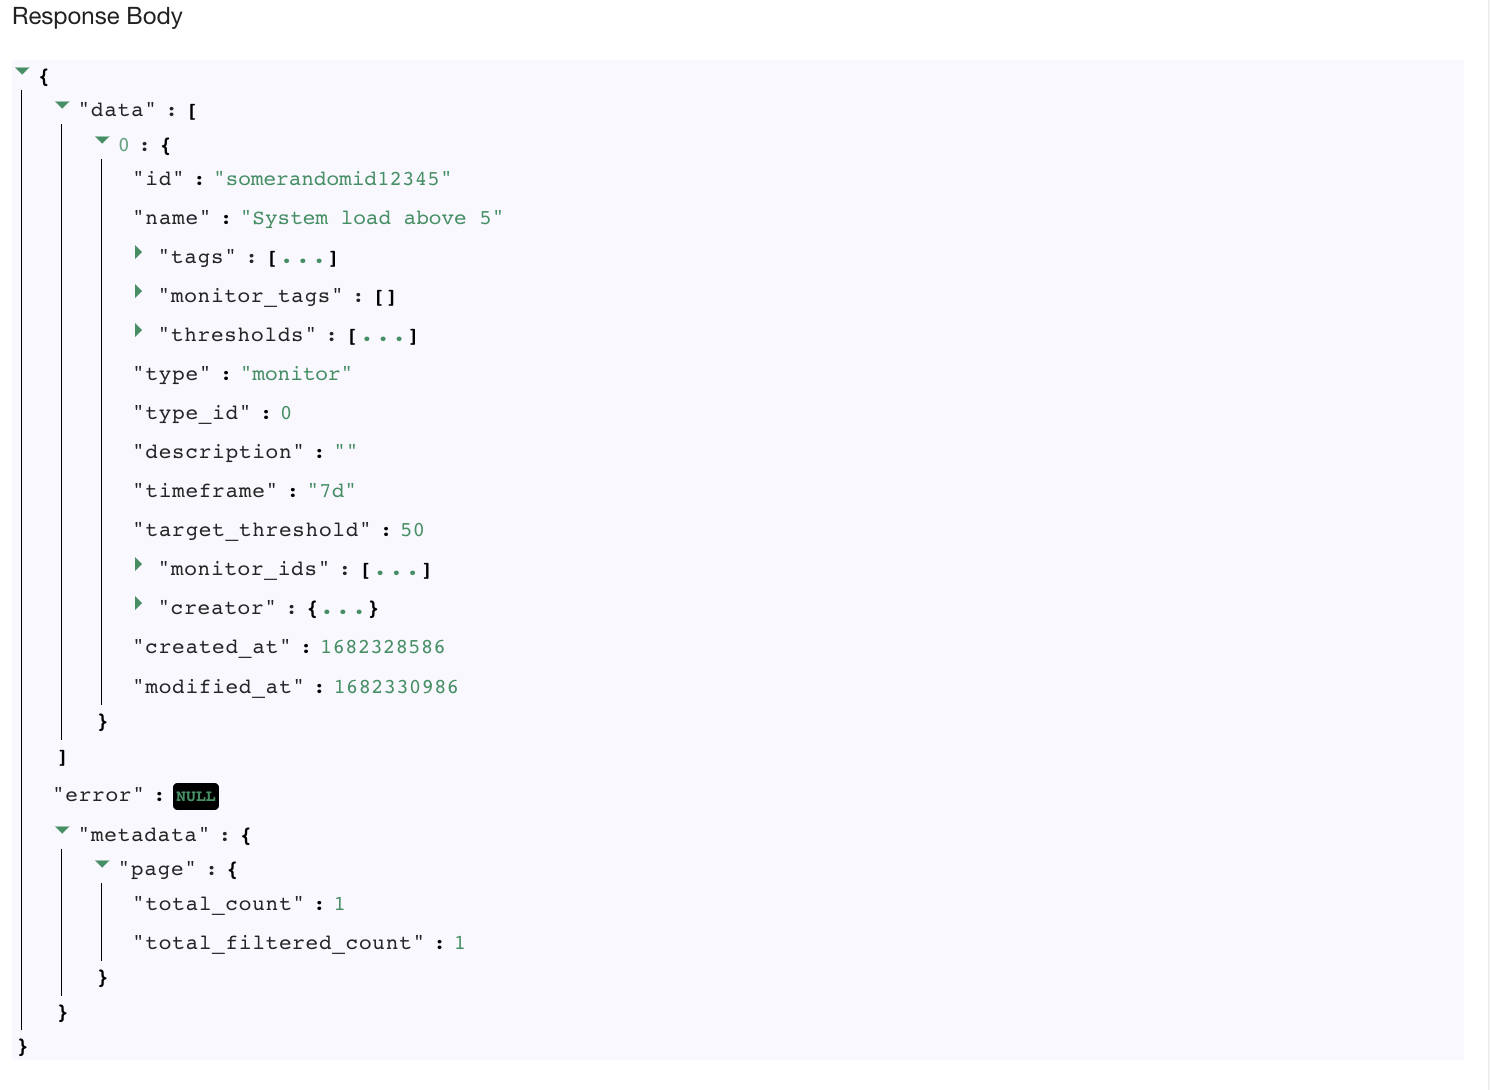 Response Body
{
"data" : [
0 : {
"id" : "somerandomid12345"
"name" : "System load above 5"
"tags" : [...]
"monitor_tags" : []
"thresholds" : [...]
"type" : "monitor"
"type_id" : 0
"description" : ""
"timeframe" : "7d"
"target_threshold" : 50
"monitor_ids" : [...]
"creator" : {...}
"created_at" : 1682328586
"modified_at" : 1682330986
}
]
"error" : NULL
"metadata" : {
"page" : {
"total_count" : 1
"total_filtered_count" : 1
}
}
}